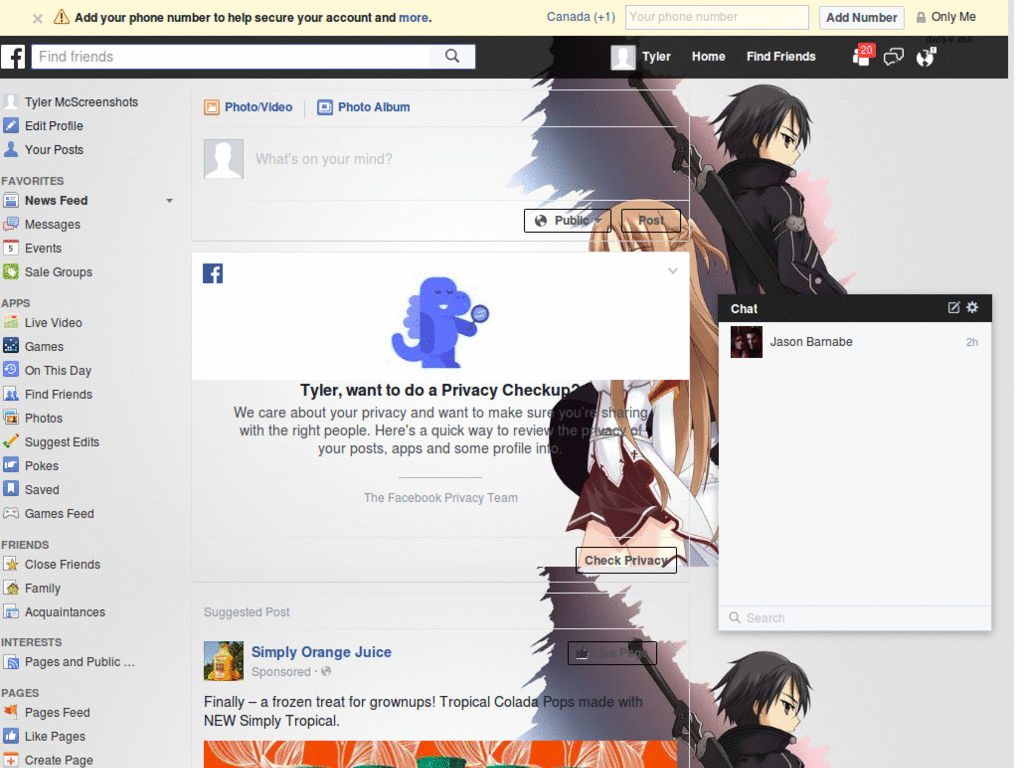 Add your phone number to help secure your account and more.
Canada (+1)
Your phone number
Add Number
Only Me
Find friends
Tyler
Home
Find Friends
20
Tyler McScreenshots
Edit Profile
Your Posts
FAVORITES
News Feed
Messages
5
Events
Sale Groups
APPS
Live Video
Games
On This Day
Find Friends
Photos
Suggest Edits
Pokes
Saved
Games Feed
FRIENDS
Close Friends
Family
Acquaintances
INTERESTS
Pages and Public ...
PAGES
Pages Feed
Like Pages
Create Page
Photo/Video
Photo Album
What's on your mind?
Public
Post
Tyler, want to do a Privacy Checkup?
We care about your privacy and want to make sure you're sharing
with the right people. Here's a quick way to review the privacy of
your posts, apps and some profile info.
The Facebook Privacy Team
Check Privacy
Suggested Post
Simply Orange Juice
Sponsored ·
Like Page
Finally – a frozen treat for grownups! Tropical Colada Pops made with
NEW Simply Tropical.
Chat
Jason Barnabe
2h
Search